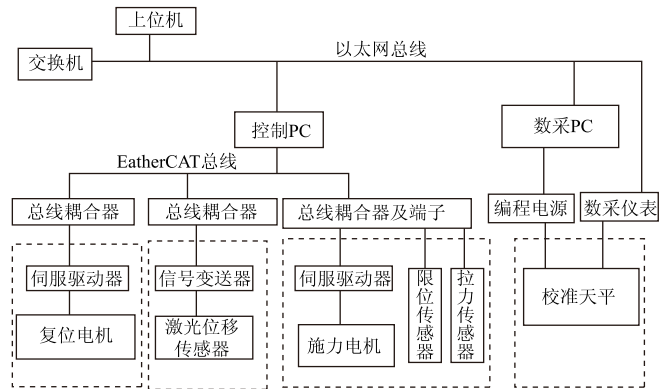 上位机
以太网总线
交换机
控制PC
数采PC
EatherCAT总线
总线耦合器
总线耦合器
总线耦合器及端子
编程电源
数采仪表
伺服驱动器
信号变送器
伺服驱动器
限位传感器
拉力传感器
校准天平
复位电机
激光位移
传感器
施力电机